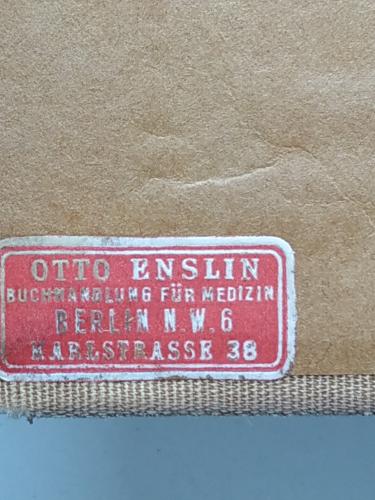 OTTO ENSLIN
BUCHHANDLUNG FÜR MEDIZIN
BERLIN N.W.6
KARLSTRASSE 38